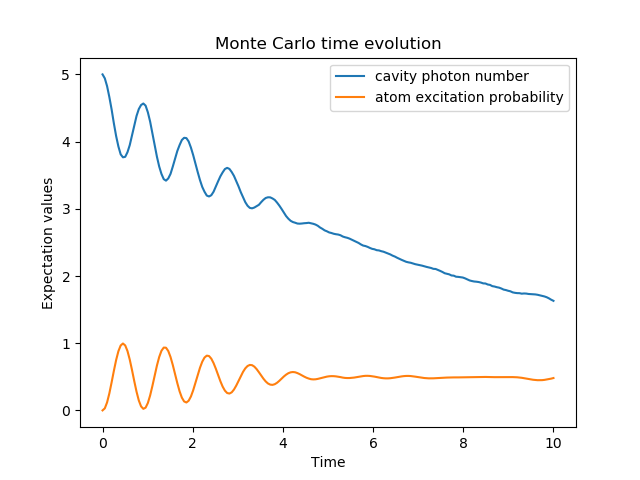 Monte Carlo time evolution
cavity photon number
atom excitation probability
Expectation values
5
4
3
2
1
0
0 2 4 6 8 10
Time